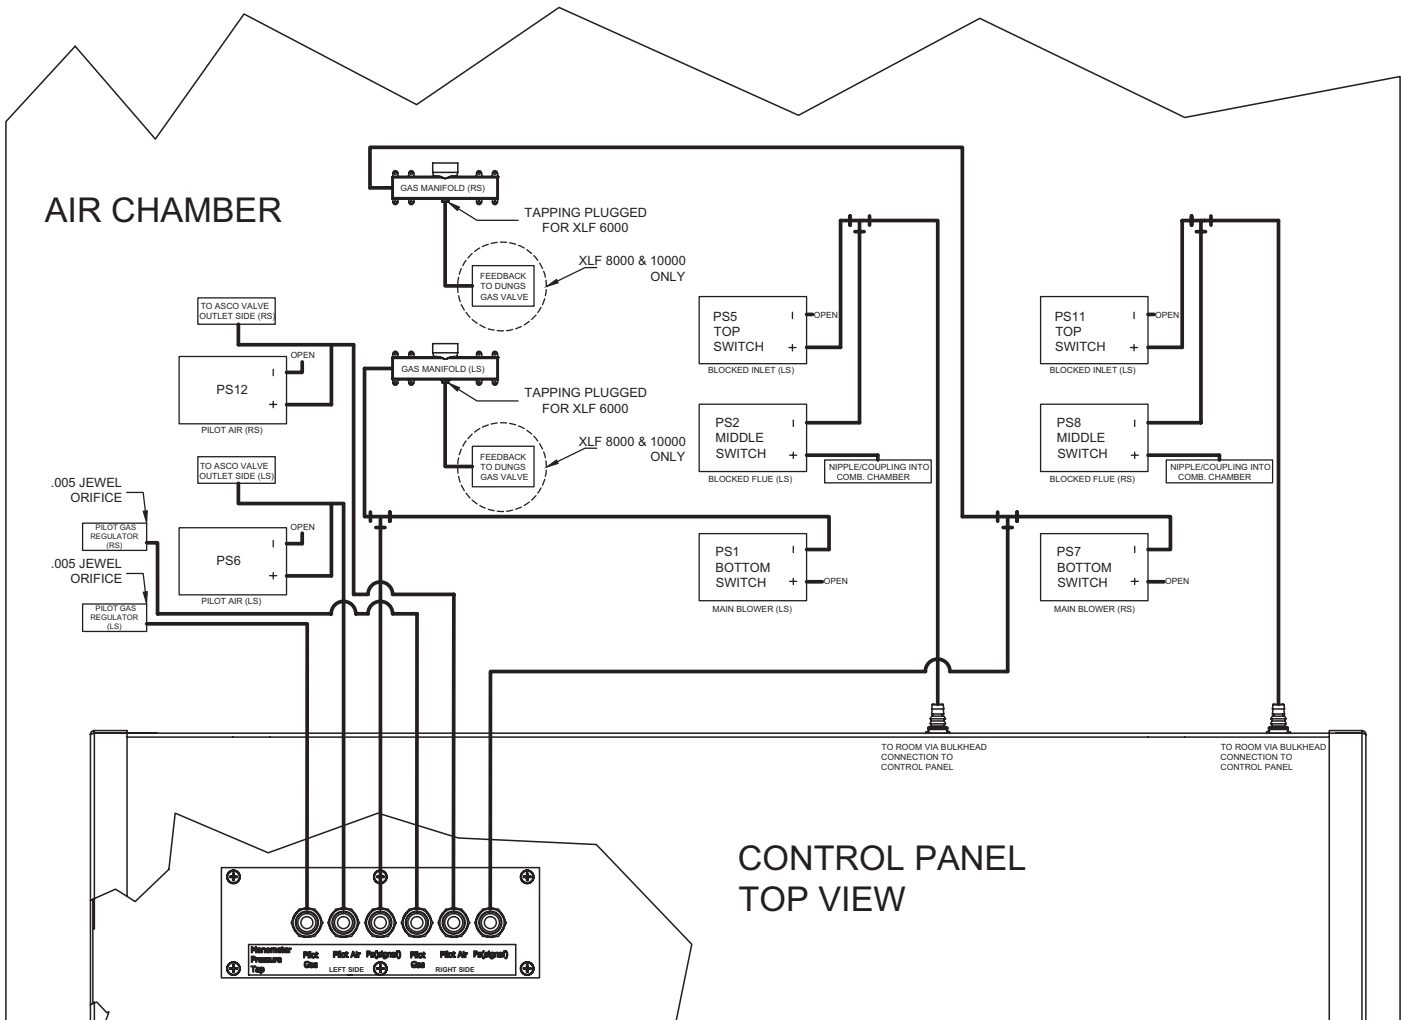 AIR CHAMBER
GAS MANIFOLD (RS)
TAPPING PLUGGED
FOR XLF 6000
FEEDBACK
TO DUNGS
GAS VALVE
XLF 8000 & 10000
ONLY
TO ASCO VALVE
OUTLET SIDE (RS)
OPEN
PS12
-
+
PILOT AIR (RS)
GAS MANIFOLD (LS)
TAPPING PLUGGED
FOR XLF 6000
FEEDBACK
TO DUNGS
GAS VALVE
XLF 8000 & 10000
ONLY
TO ASCO VALVE
OUTLET SIDE (LS)
OPEN
PS6
-
+
PILOT AIR (LS)
.005 JEWEL
ORIFICE
PILOT GAS
REGULATOR
(RS)
.005 JEWEL
ORIFICE
PILOT GAS
REGULATOR
(LS)
PS5
TOP
SWITCH
-
+
OPEN
BLOCKED INLET (LS)
PS2
MIDDLE
SWITCH
-
+
NIPPLE/COUPLING INTO
COMB. CHAMBER
BLOCKED FLUE (LS)
PS1
BOTTOM
SWITCH
-
+
OPEN
MAIN BLOWER (LS)
PS11
TOP
SWITCH
-
+
OPEN
BLOCKED INLET (LS)
PS8
MIDDLE
SWITCH
-
+
NIPPLE/COUPLING INTO
COMB. CHAMBER
BLOCKED FLUE (RS)
PS7
BOTTOM
SWITCH
-
+
OPEN
MAIN BLOWER (RS)
TO ROOM VIA BULKHEAD
CONNECTION TO
CONTROL PANEL
TO ROOM VIA BULKHEAD
CONNECTION TO
CONTROL PANEL
CONTROL PANEL
TOP VIEW
Manometer
Pressure
Tap
Pilot
Gas
Pilot Air
Pa(signal)
LEFT SIDE
Pilot
Gas
Pilot Air
Pa(signal)
RIGHT SIDE